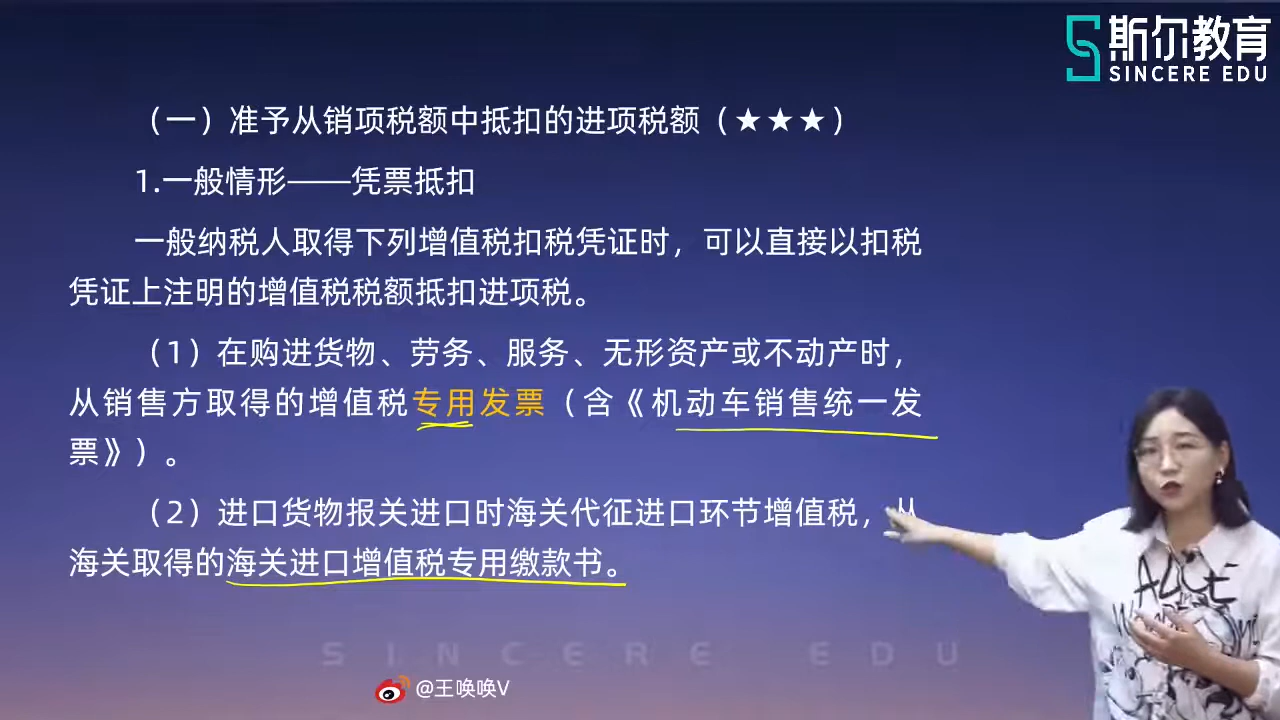 斯尔教育
SINCERE EDU
（一）准予从销项税额中抵扣的进项税额（★★★）
1.一般情形——凭票抵扣
一般纳税人取得下列增值税扣税凭证时，可以直接以扣税
凭证上注明的增值税税额抵扣进项税。
（1）在购进货物、劳务、服务、无形资产或不动产时，
从销售方取得的增值税专用发票（含《机动车销售统一发
票》）。
（2）进口货物报关进口时海关代征进口环节增值税，从
海关取得的海关进口增值税专用缴款书。
SINCERE EDU
@王唤唤V